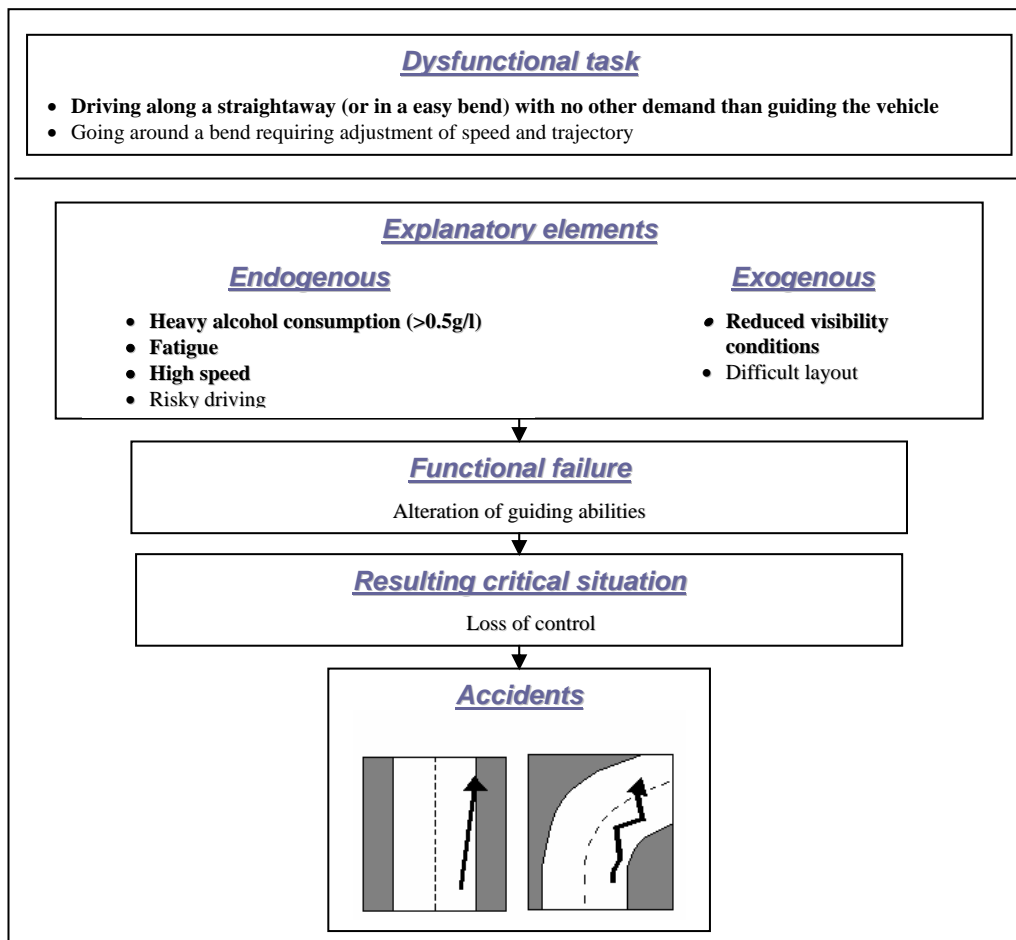 Dysfunctional task
• Driving along a straightaway (or in a easy bend) with no other demand than guiding the vehicle
• Going around a bend requiring adjustment of speed and trajectory
Explanatory elements
Endogenous
• Heavy alcohol consumption (>0.5g/l)
• Fatigue
• High speed
• Risky driving
Exogenous
• Reduced visibility
conditions
• Difficult layout
Functional failure
Alteration of guiding abilities
Resulting critical situation
Loss of control
Accidents